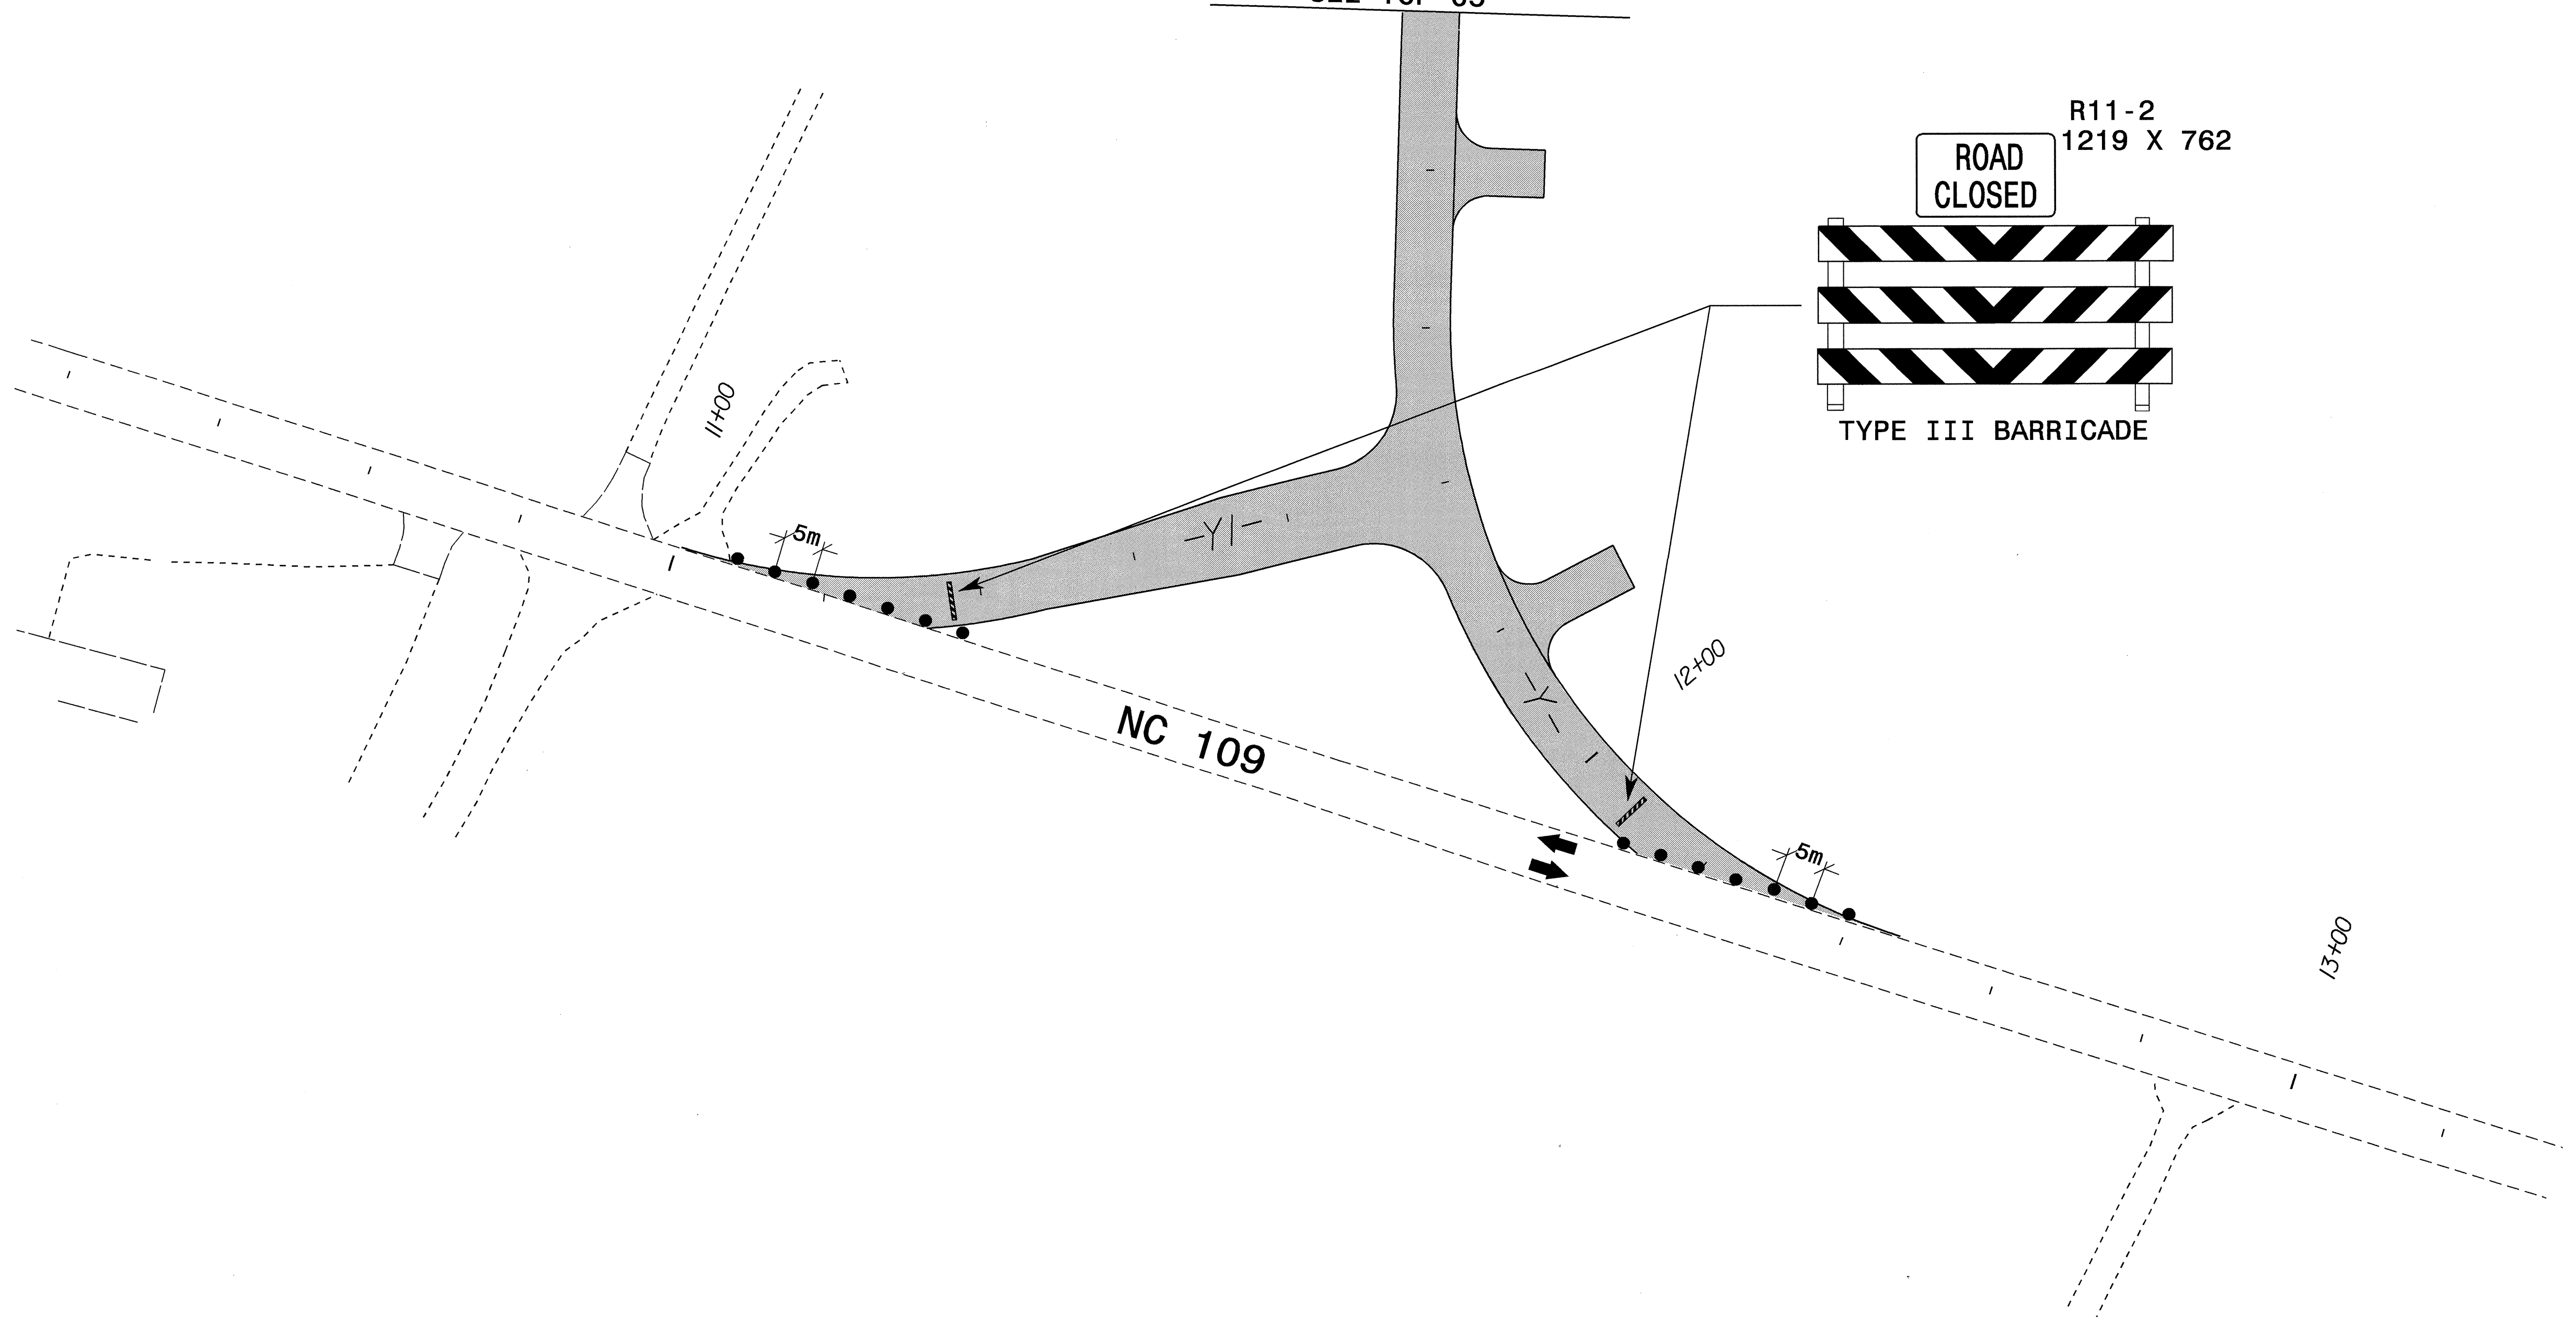 R11-2
1219 X 762
ROAD
CLOSED
TYPE III BARRICADE
11+00
5m
-Y1-
12+00
-Y-
NC 109
5m
13+00